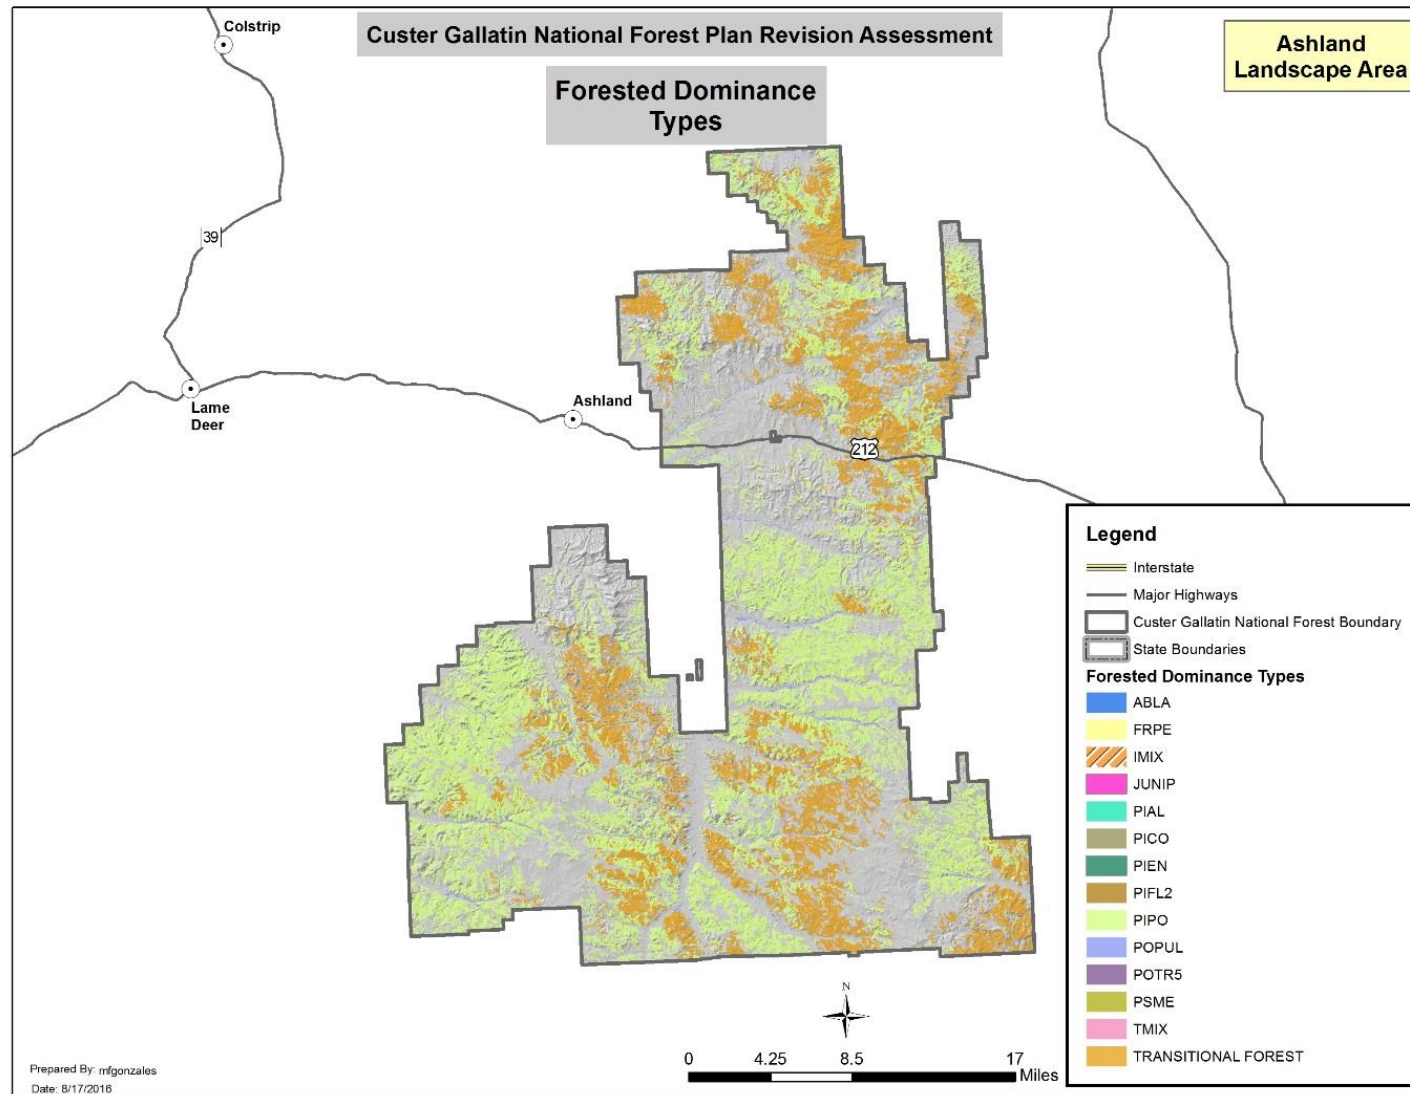 Custer Gallatin National Forest Plan Revision Assessment
Forested Dominance
Types
Ashland
Landscape Area
Colstrip
39
Lame
Deer
Ashland
212
Legend
Interstate
Major Highways
Custer Gallatin National Forest Boundary
State Boundaries
Forested Dominance Types
ABLA
FRPE
IMIX
JUNIP
PIAL
PICO
PIEN
PIFL2
PIPO
POPUL
POTR5
PSME
TMIX
TRANSITIONAL FOREST
N
0 4.25 8.5 17
Miles
Prepared By: mfgonzales
Date: 8/17/2016